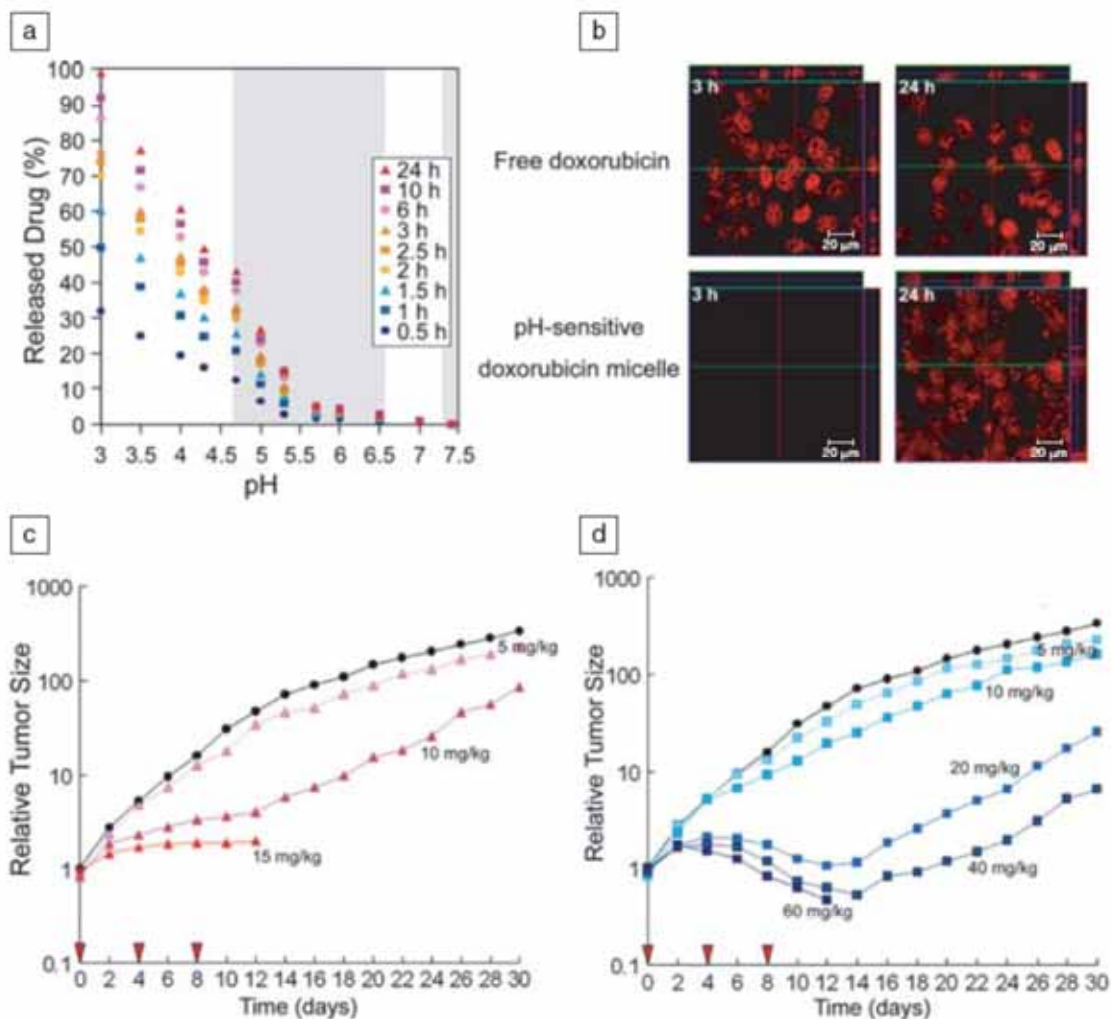 a
Released Drug (%)
100
90
80
70
60
50
40
30
20
10
0
3
3.5
4
4.5
5
5.5
6
6.5
7
7.5
pH
24 h
10 h
6 h
3 h
2.5 h
2 h
1.5 h
1 h
0.5 h
b
Free doxorubicin
3 h
20 µm
24 h
20 µm
pH-sensitive
doxorubicin micelle
3 h
20 µm
24 h
20 µm
c
Relative Tumor Size
1000
100
10
1
0.1
5 mg/kg
10 mg/kg
15 mg/kg
0 2 4 6 8 10 12 14 16 18 20 22 24 26 28 30
Time (days)
d
Relative Tumor Size
1000
100
10
1
0.1
5 mg/kg
10 mg/kg
20 mg/kg
40 mg/kg
60 mg/kg
0 2 4 6 8 10 12 14 16 18 20 22 24 26 28 30
Time (days)